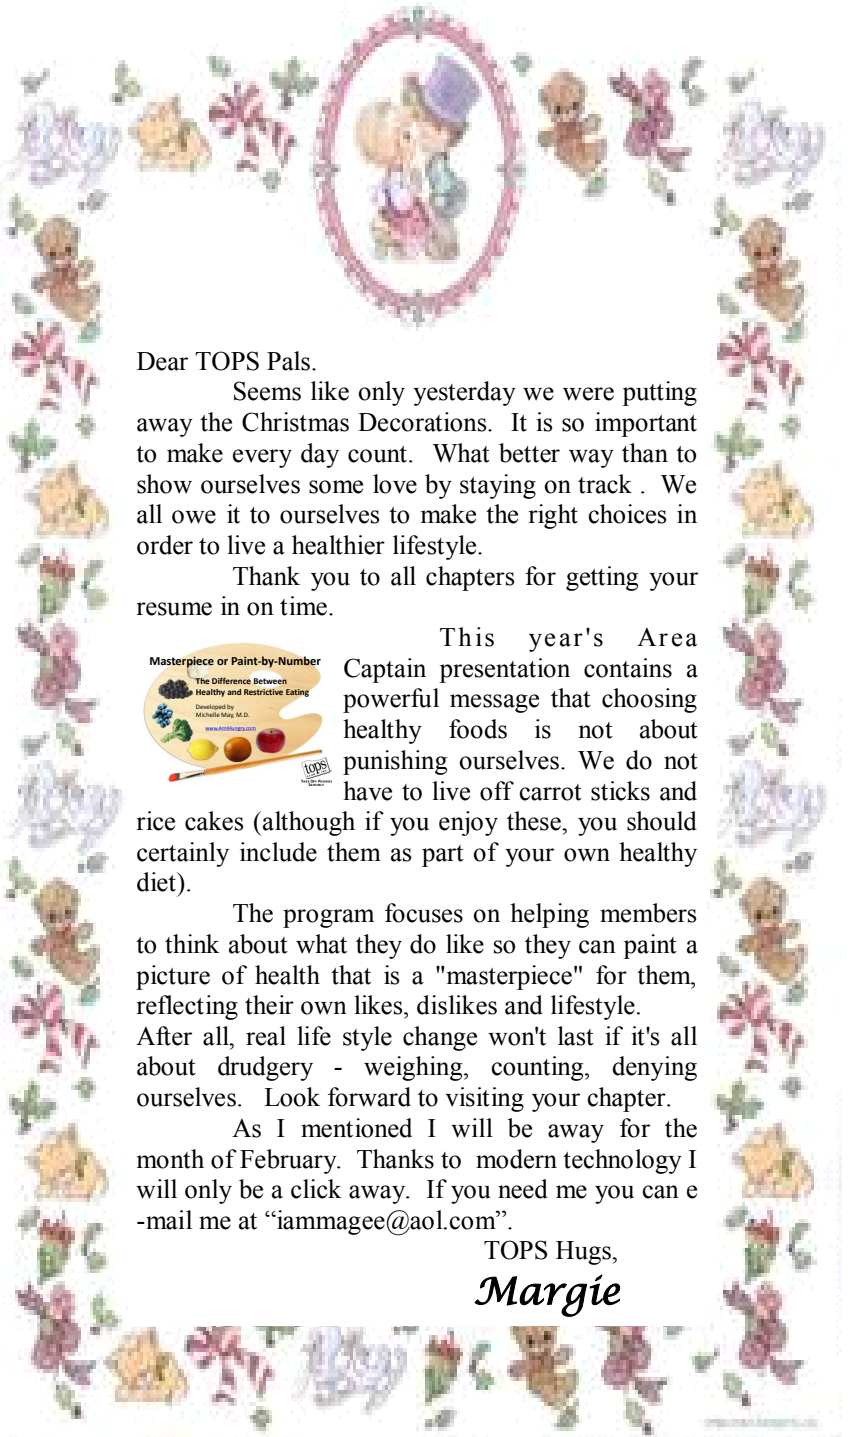 Dear TOPS Pals.
Seems like only yesterday we were putting
away the Christmas Decorations.  It is so important
to make every day count.  What better way than to
show ourselves some love by staying on track .  We
all owe it to ourselves to make the right choices in
order to live a healthier lifestyle.
Thank you to all chapters for getting your
resume in on time.
Masterpiece or Paint-by-Number
The Difference Between
Healthy and Restrictive Eating
Developed by
Michelle May, M.D.
www.AmIHungry.com
tops
This year's Area
Captain presentation contains a
powerful message that choosing
healthy foods is not about
punishing ourselves. We do not
have to live off carrot sticks and
rice cakes (although if you enjoy these, you should
certainly include them as part of your own healthy
diet).
The program focuses on helping members
to think about what they do like so they can paint a
picture of health that is a "masterpiece" for them,
reflecting their own likes, dislikes and lifestyle.
After all, real life style change won't last if it's all
about drudgery - weighing, counting, denying
ourselves.   Look forward to visiting your chapter.
As I mentioned I will be away for the
month of February.  Thanks to  modern technology I
will only be a click away.  If you need me you can e
-mail me at “iammagee@aol.com”.
TOPS Hugs,
Margie